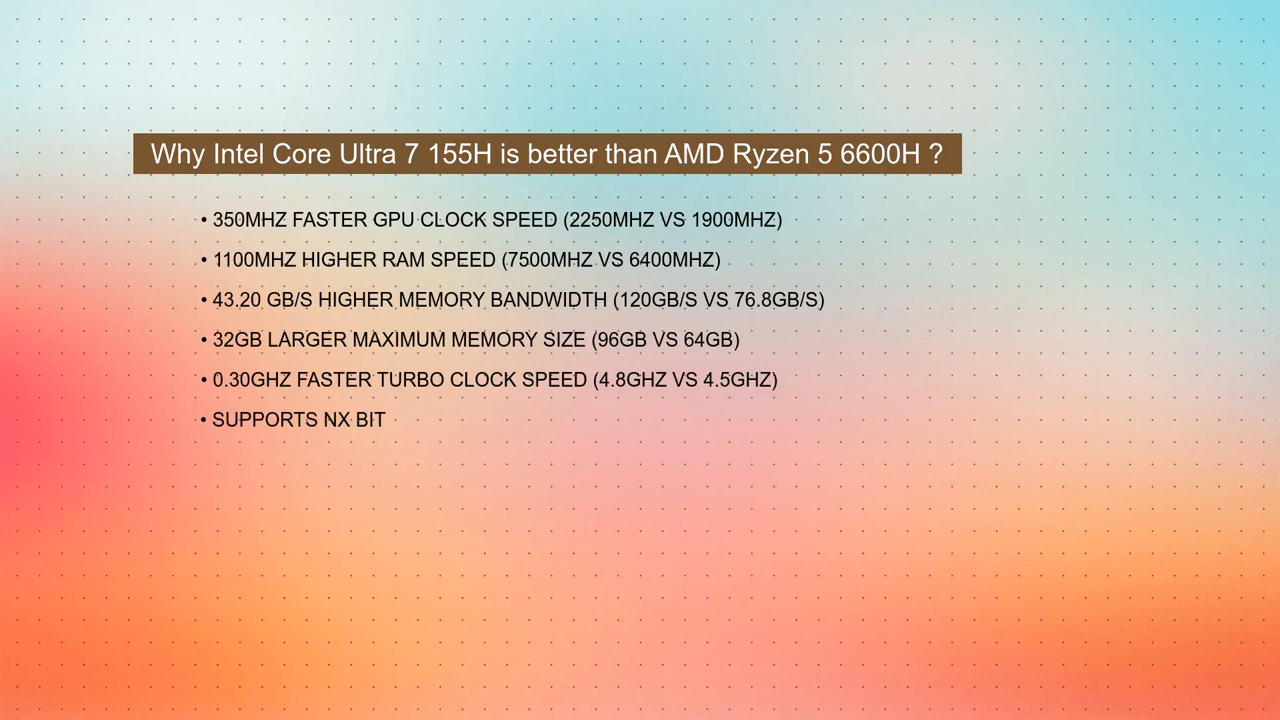 Why Intel Core Ultra 7 155H is better than AMD Ryzen 5 6600H ?
• 350MHZ FASTER GPU CLOCK SPEED (2250MHZ VS 1900MHZ)
• 1100MHZ HIGHER RAM SPEED (7500MHZ VS 6400MHZ)
• 43.20 GB/S HIGHER MEMORY BANDWIDTH (120GB/S VS 76.8GB/S)
• 32GB LARGER MAXIMUM MEMORY SIZE (96GB VS 64GB)
• 0.30GHZ FASTER TURBO CLOCK SPEED (4.8GHZ VS 4.5GHZ)
• SUPPORTS NX BIT